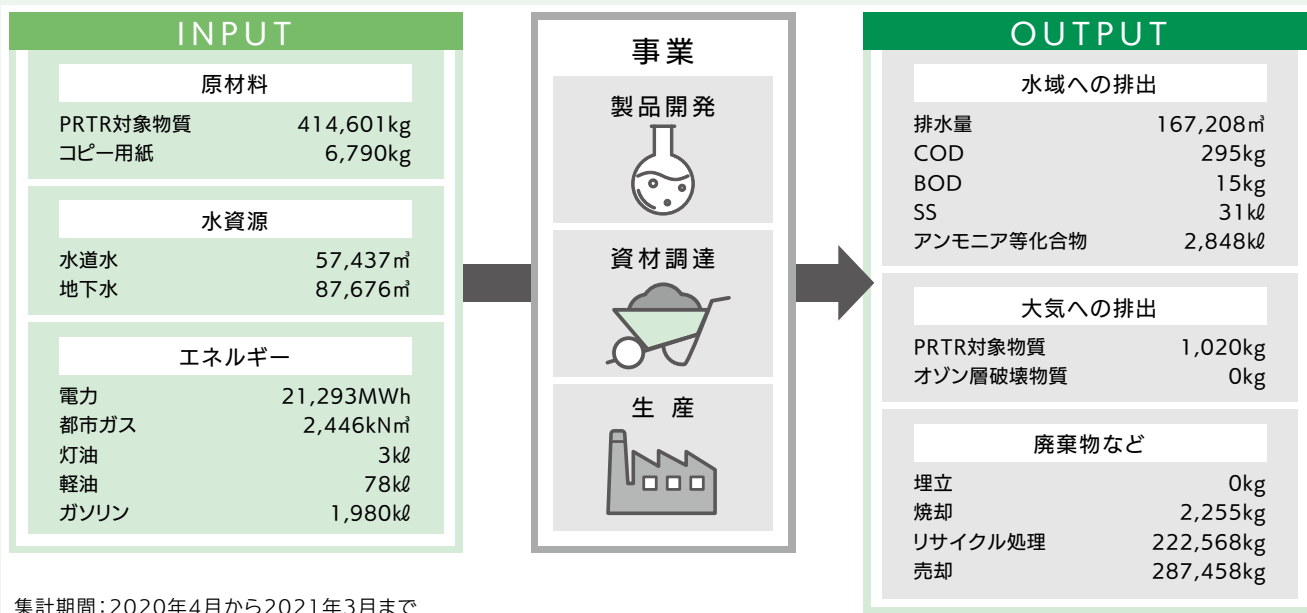 INPUT
原材料
PRTR対象物質 414,601kg
コピー用紙 6,790kg
水資源
水道水 57,437㎥
地下水 87,676㎥
エネルギー
電力 21,293MWh
都市ガス 2,446kN㎥
灯油 3kℓ
軽油 78kℓ
ガソリン 1,980kℓ
集計期間：2020年4月から2021年3月まで
事業
製品開発
資材調達
生 産
OUTPUT
水域への排出
排水量 167,208㎥
COD 295kg
BOD 15kg
SS 31kℓ
アンモニア等化合物 2,848kℓ
大気への排出
PRTR対象物質 1,020kg
オゾン層破壊物質 0kg
廃棄物など
埋立 0kg
焼却 2,255kg
リサイクル処理 222,568kg
売却 287,458kg